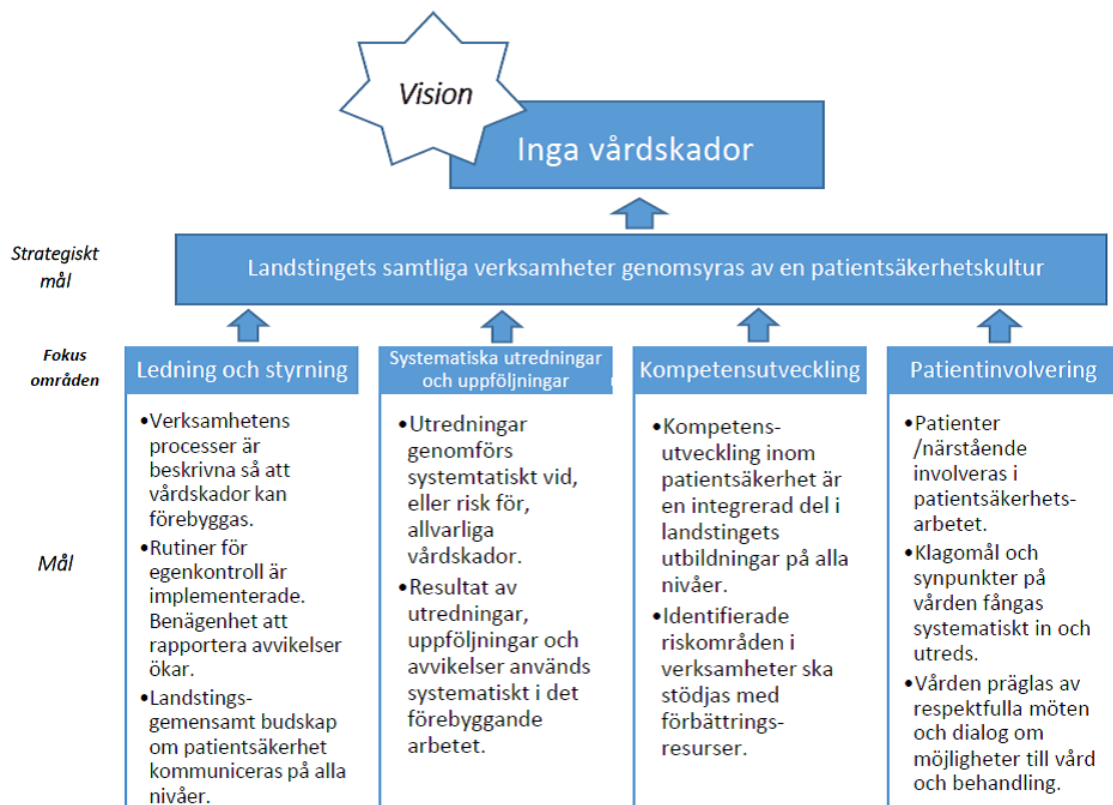 Vision
Inga vårdskador
Strategiskt
mål
Landstingets samtliga verksamheter genomsyras av en patientsäkerhetskultur
Fokus
områden
Ledning och styrning
Systematiska utredningar
och uppföljningar
Kompetensutveckling
Patientinvolvering
Mål
•Verksamhetens
processer är
beskrivna så att
vårdskador kan
förebyggas.
•Rutiner för
egenkontroll är
implementerade.
Benägenhet att
rapportera avvikelser
ökar.
•Landstings-
gemensamt budskap
om patientsäkerhet
kommuniceras på alla
nivåer.
•Utredningar
genomförs
systemtatiskt vid,
eller risk för,
allvarliga
vårdskador.
•Resultat av
utredningar,
uppföljningar och
avvikelser används
systematiskt i det
förebyggande
arbetet.
•Kompetens-
utveckling inom
patientsäkerhet är
en integrerad del i
landstingets
utbildningar på alla
nivåer.
•Identifierade
riskområden i
verksamheter ska
stödjas med
förbättrings-
resurser.
•Patienter
/närstående
involveras i
patientsäkerhets-
arbetet.
•Klagomål och
synpunkter på
vården fångas
systematiskt in och
utreds.
•Vården präglas av
respektfulla möten
och dialog om
möjligheter till vård
och behandling.